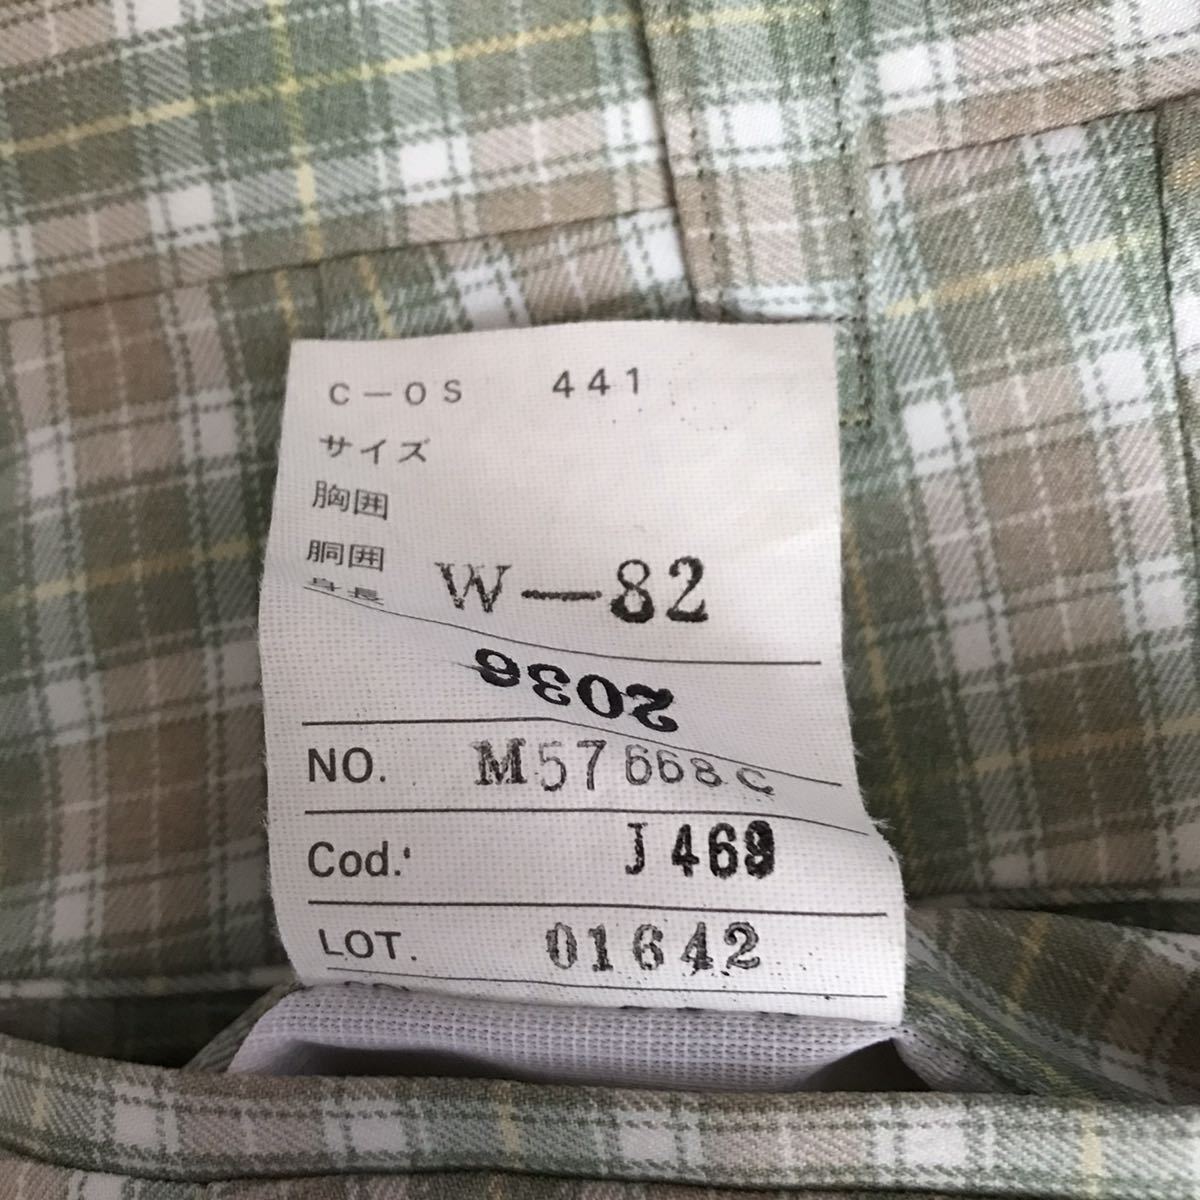 C-OS 441
サイズ
胸囲
胴囲 W-82
身長
2036
NO. M57668C
Cod. J469
LOT. 01642